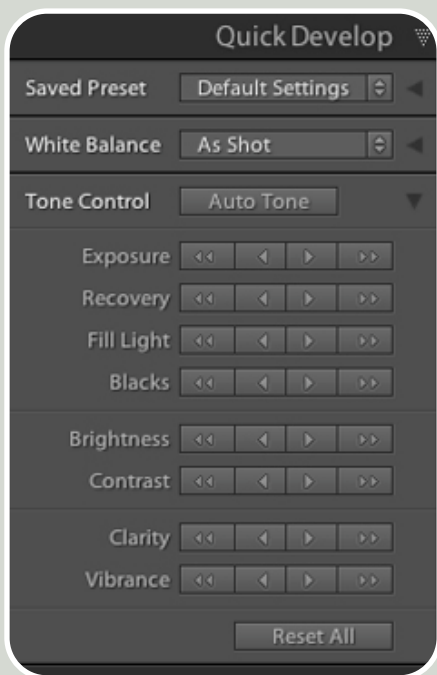 Quick Develop
Saved Preset Default Settings
White Balance As Shot
Tone Control Auto Tone
Exposure
Recovery
Fill Light
Blacks
Brightness
Contrast
Clarity
Vibrance
Reset All